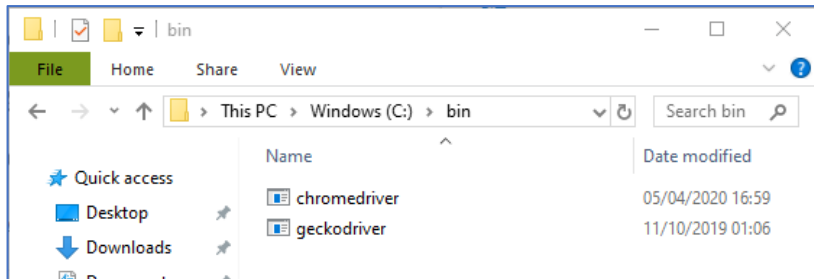 bin
File Home Share View
This PC > Windows (C:) > bin Search bin
Name Date modified
Quick access
chromedriver 05/04/2020 16:59
Desktop
geckodriver 11/10/2019 01:06
Downloads